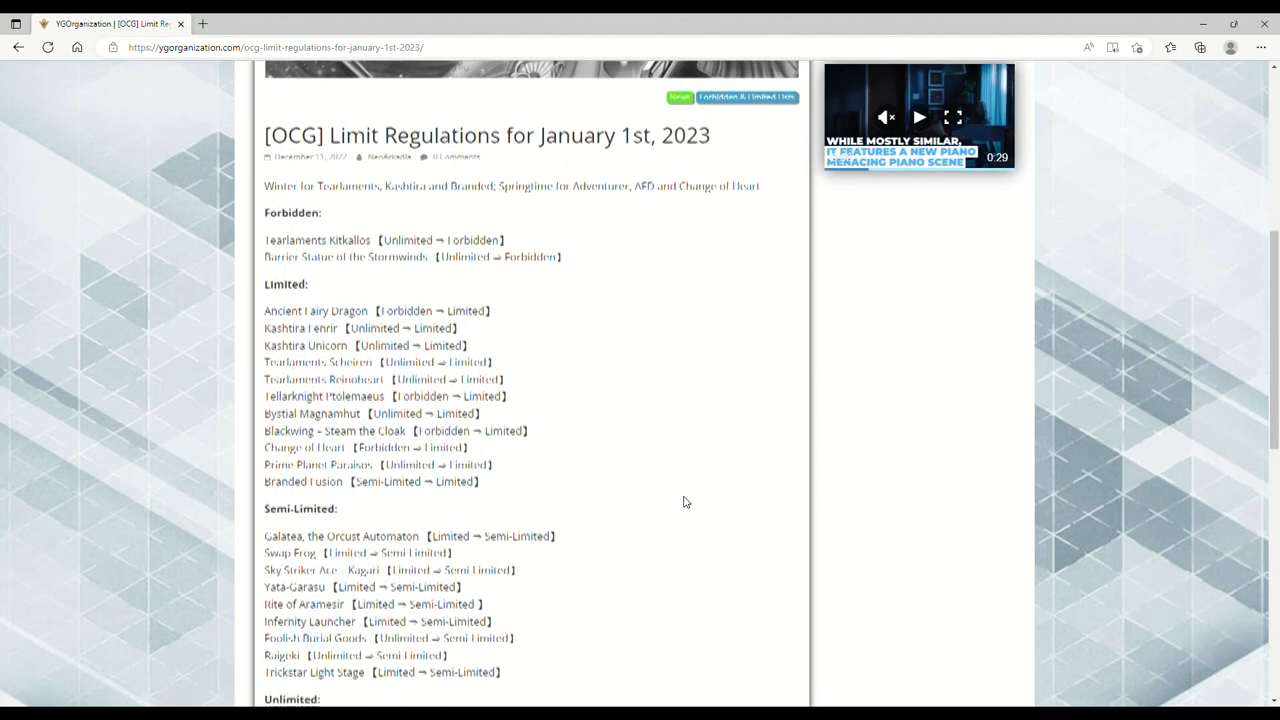 YGOrganization | [OCG] Limit Re
https://ygorganization.com/ocg-limit-regulations-for-january-1st-2023/
News Forbidden & Limited Lists
[OCG] Limit Regulations for January 1st, 2023
December 11, 2022 NeoArkadia 0 Comments
Winter for Tearlaments, Kashtira and Branded; Springtime for Adventurer, AFD and Change of Heart
Forbidden:
Tearlaments Kitkallos 【Unlimited → Forbidden】
Barrier Statue of the Stormwinds 【Unlimited → Forbidden】
Limited:
Ancient Fairy Dragon 【Forbidden → Limited】
Kashtira Fenrir 【Unlimited → Limited】
Kashtira Unicorn 【Unlimited → Limited】
Tearlaments Scheiren 【Unlimited → Limited】
Tearlaments Reinoheart 【Unlimited → Limited】
Tellarknight Ptolemaeus 【Forbidden → Limited】
Bystial Magnamhut 【Unlimited → Limited】
Blackwing – Steam the Cloak 【Forbidden → Limited】
Change of Heart 【Forbidden → Limited】
Prime Planet Paraisos 【Unlimited → Limited】
Branded Fusion 【Semi-Limited → Limited】
Semi-Limited:
Galatea, the Orcust Automaton 【Limited → Semi-Limited】
Swap Frog 【Limited → Semi-Limited】
Sky Striker Ace – Kagari 【Limited → Semi-Limited】
Yata-Garasu 【Limited → Semi-Limited】
Rite of Aramesir 【Limited → Semi-Limited 】
Infernity Launcher 【Limited → Semi-Limited】
Foolish Burial Goods 【Unlimited → Semi-Limited】
Raigeki 【Unlimited → Semi-Limited】
Trickstar Light Stage 【Limited → Semi-Limited】
Unlimited:
WHILE MOSTLY SIMILAR,
IT FEATURES A NEW PIANO
MENACING PIANO SCENE
0:29